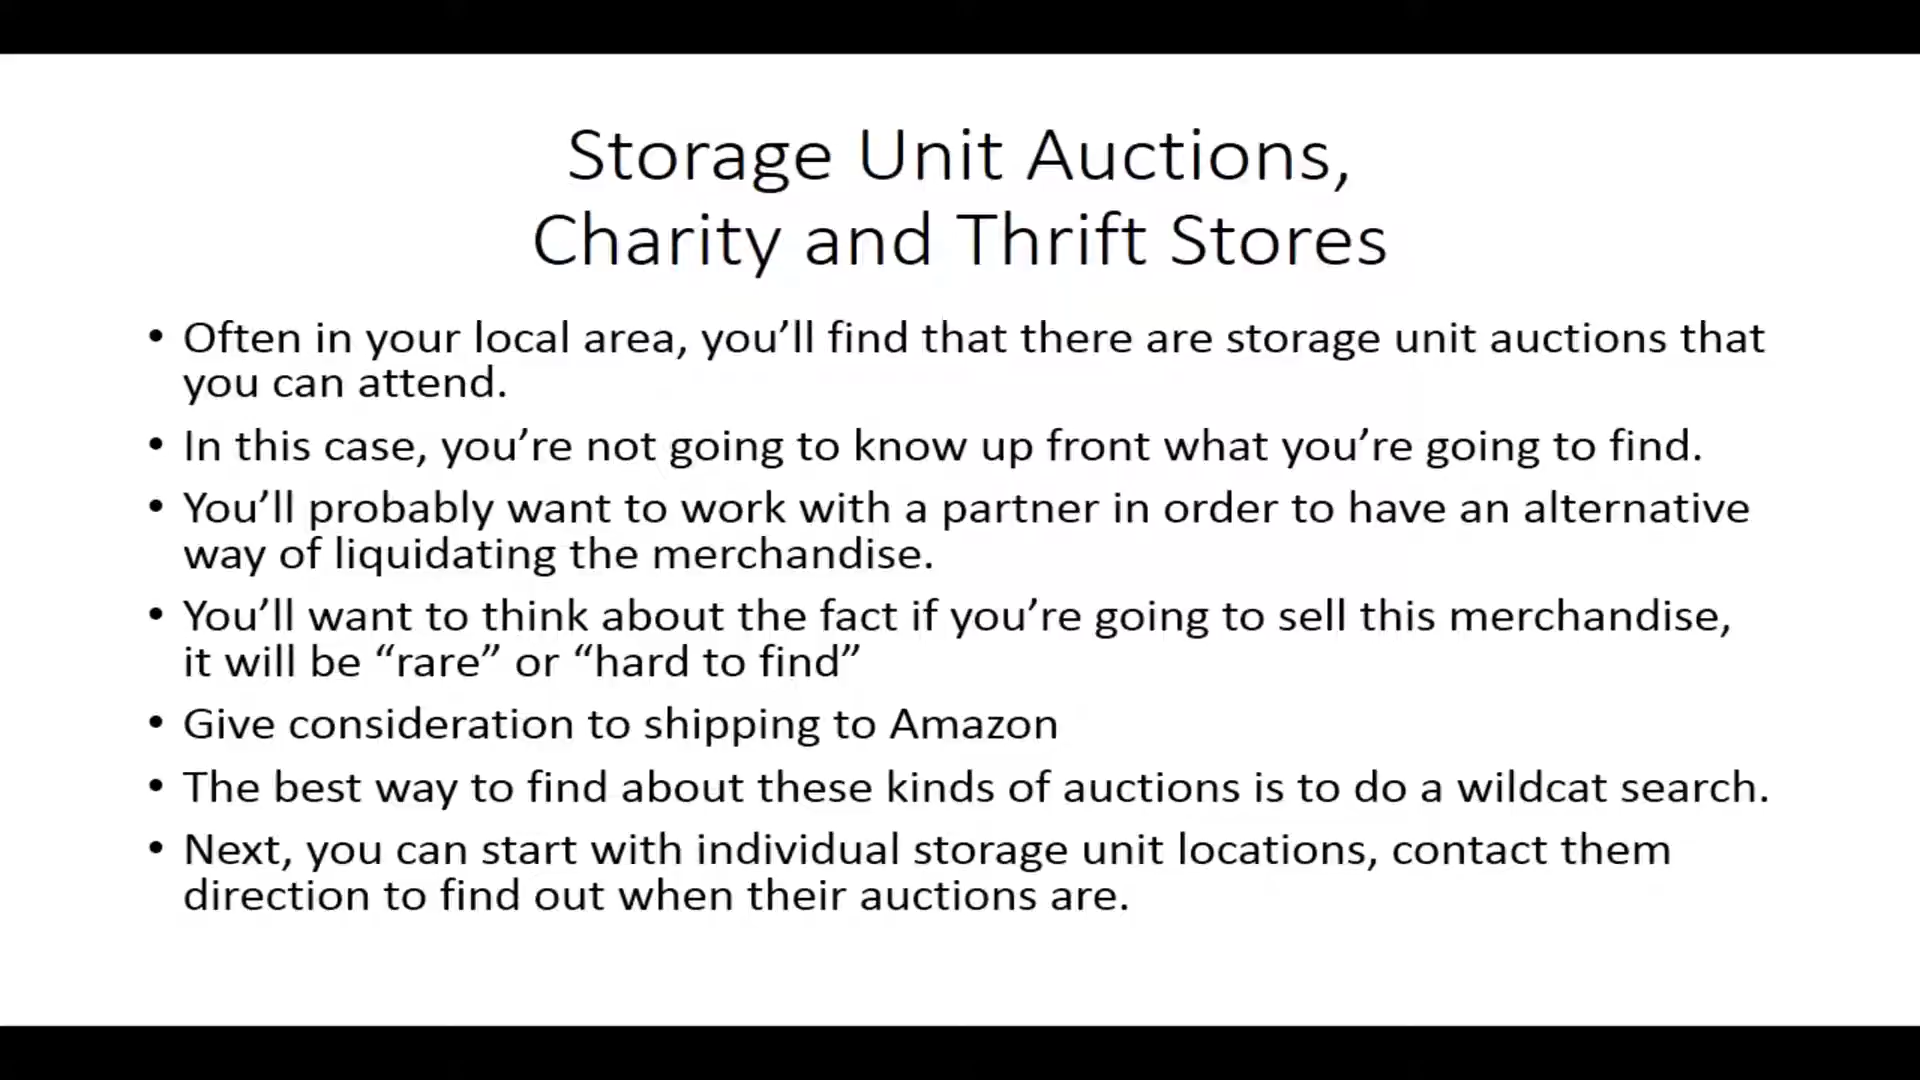 Storage Unit Auctions,
Charity and Thrift Stores
• Often in your local area, you’ll find that there are storage unit auctions that
you can attend.
• In this case, you’re not going to know up front what you’re going to find.
• You’ll probably want to work with a partner in order to have an alternative
way of liquidating the merchandise.
• You’ll want to think about the fact if you’re going to sell this merchandise,
it will be “rare” or “hard to find”
• Give consideration to shipping to Amazon
• The best way to find about these kinds of auctions is to do a wildcat search.
• Next, you can start with individual storage unit locations, contact them
direction to find out when their auctions are.